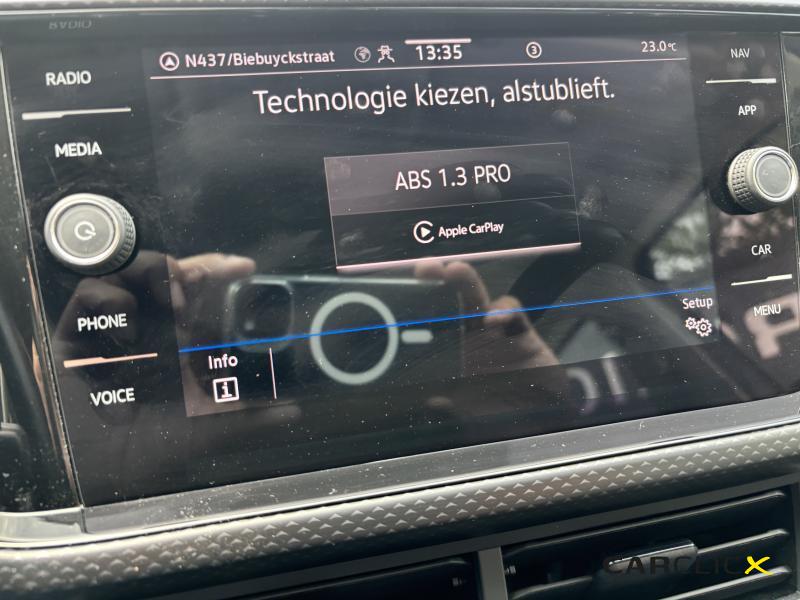 RADIO
MEDIA
PHONE
VOICE
N437/Biebuyckstraat
13:35
3
23.0°C
Technologie kiezen, alstublieft.
ABS 1.3 PRO
Apple CarPlay
Info
i
Setup
NAV
APP
CAR
MENU
CARCLICX